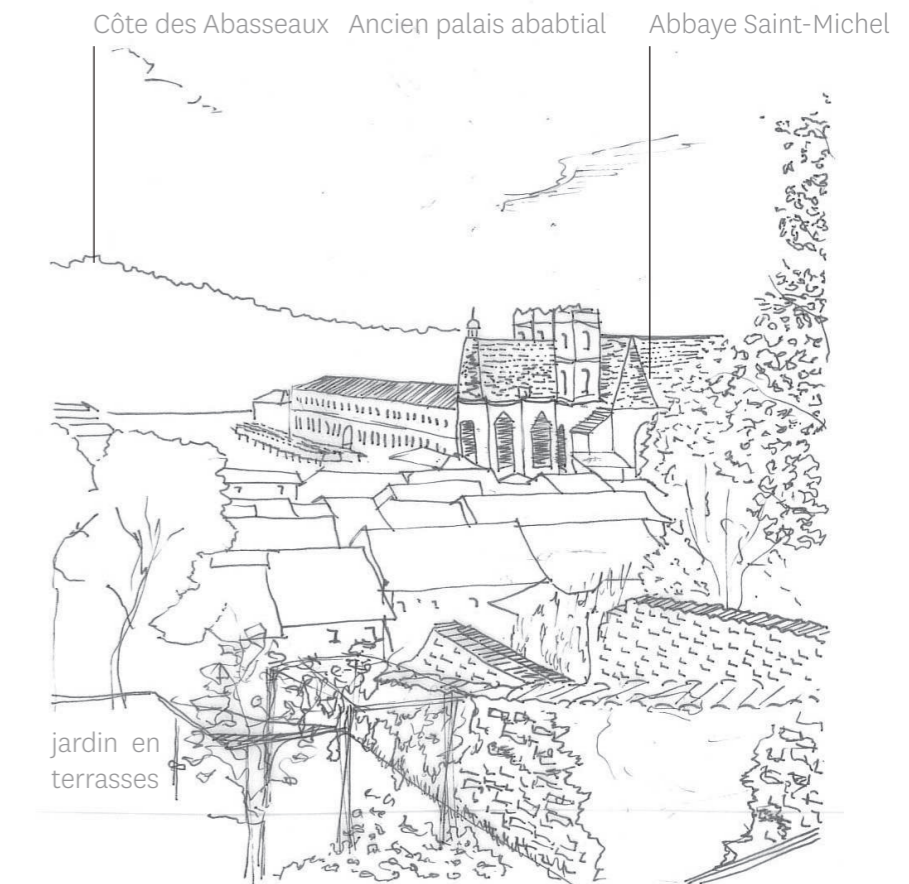 Côte des Abasseaux Ancien palais ababtial Abbaye Saint-Michel
jardin en
terrasses